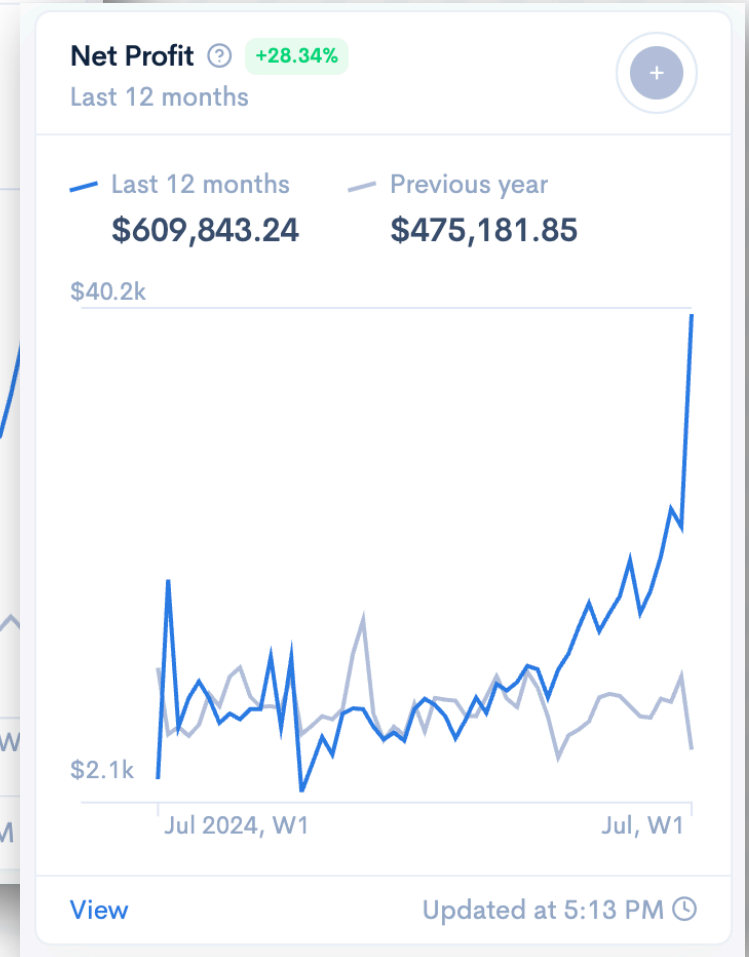 Net Profit ? +28.34%
Last 12 months
Last 12 months Previous year
$609,843.24 $475,181.85
$40.2k
$2.1k
Jul 2024, W1 Jul, W1
View Updated at 5:13 PM
W
M